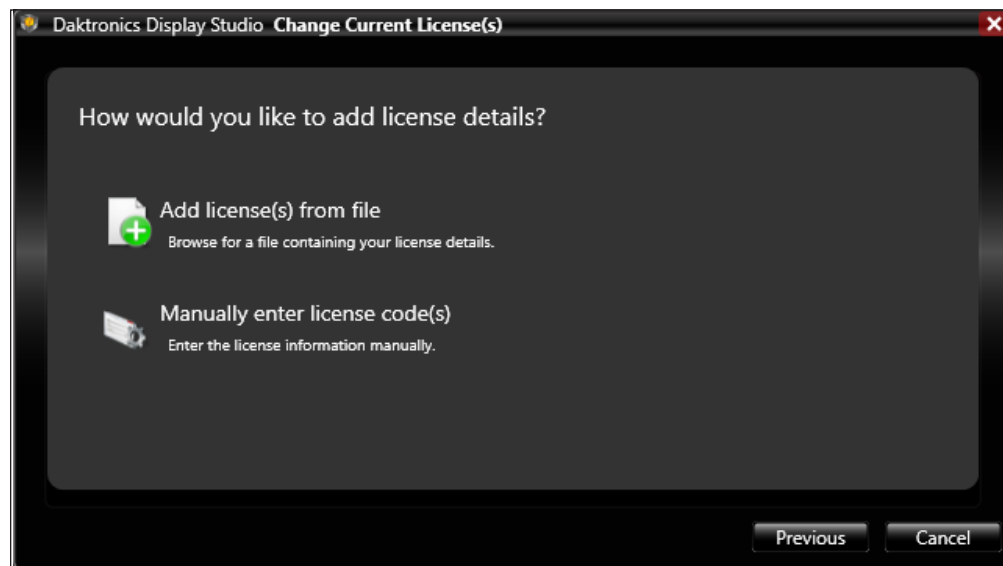 Daktronics Display Studio Change Current License(s)
How would you like to add license details?
Add license(s) from file
Browse for a file containing your license details.
Manually enter license code(s)
Enter the license information manually.
Previous Cancel